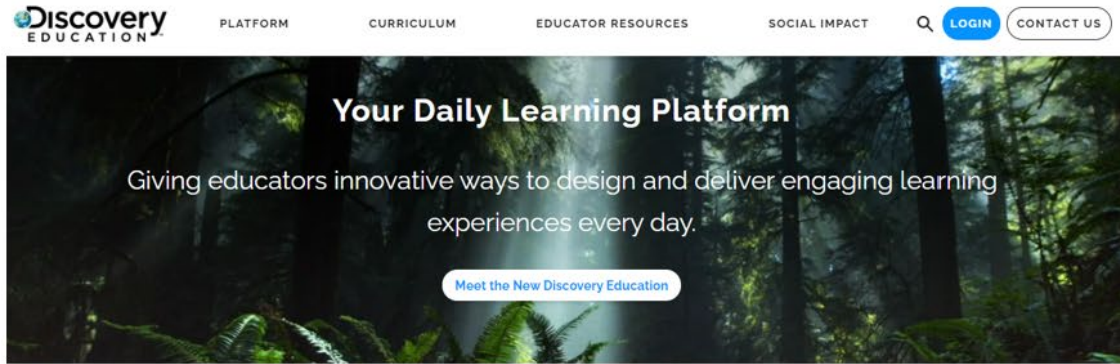 Discovery
EDUCATION
PLATFORM
CURRICULUM
EDUCATOR RESOURCES
SOCIAL IMPACT
LOGIN
CONTACT US
Your Daily Learning Platform
Giving educators innovative ways to design and deliver engaging learning
experiences every day.
Meet the New Discovery Education